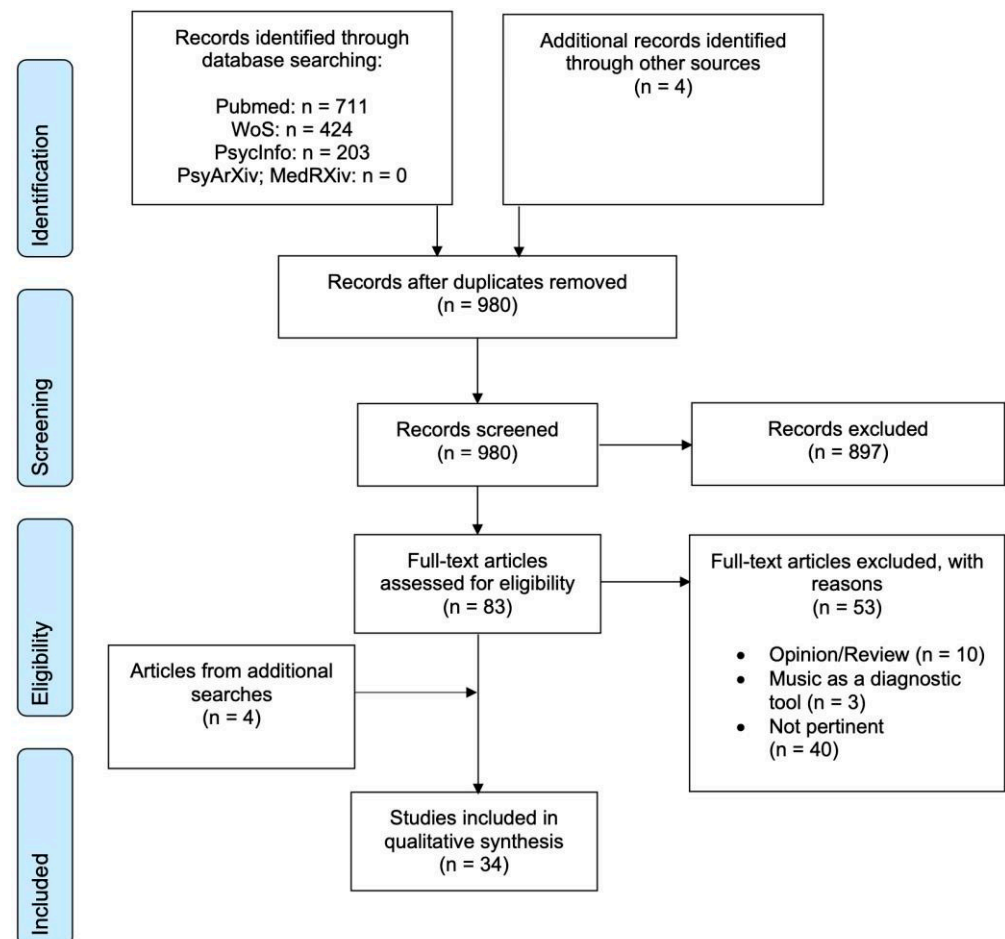 Records identified through
database searching:
Pubmed: n = 711
WoS: n = 424
PsycInfo: n = 203
PsyArXiv; MedRXiv: n = 0
Additional records identified
through other sources
(n = 4)
Identification
Records after duplicates removed
(n = 980)
Screening
Records screened
(n = 980)
Records excluded
(n = 897)
Eligibility
Full-text articles
assessed for eligibility
(n = 83)
Full-text articles excluded, with
reasons
(n = 53)
• Opinion/Review (n = 10)
• Music as a diagnostic
tool (n = 3)
• Not pertinent
(n = 40)
Articles from additional
searches
(n = 4)
Included
Studies included in
qualitative synthesis
(n = 34)